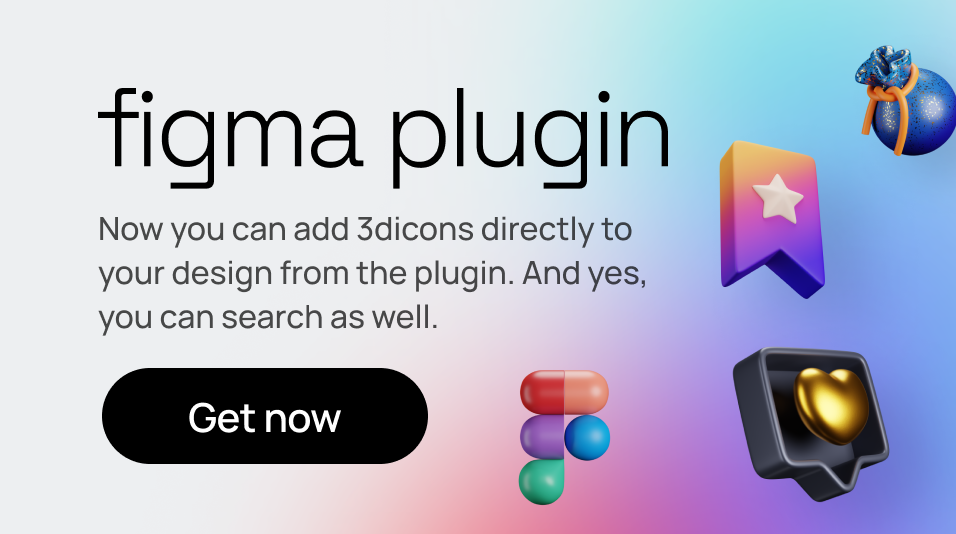 figma plugin
Now you can add 3dicons directly to
your design from the plugin. And yes,
you can search as well.
Get now